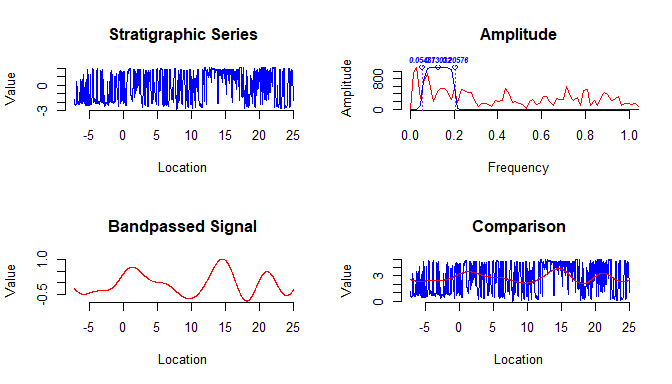 Stratigraphic Series
Value
0
-3
-5 0 5 10 15 20 25
Location
Amplitude
Amplitude
800
0
0.0 0.2 0.4 0.6 0.8 1.0
Frequency
Bandpassed Signal
Value
1.0
-0.5
-5 0 5 10 15 20 25
Location
Comparison
Value
3
0
-5 0 5 10 15 20 25
Location